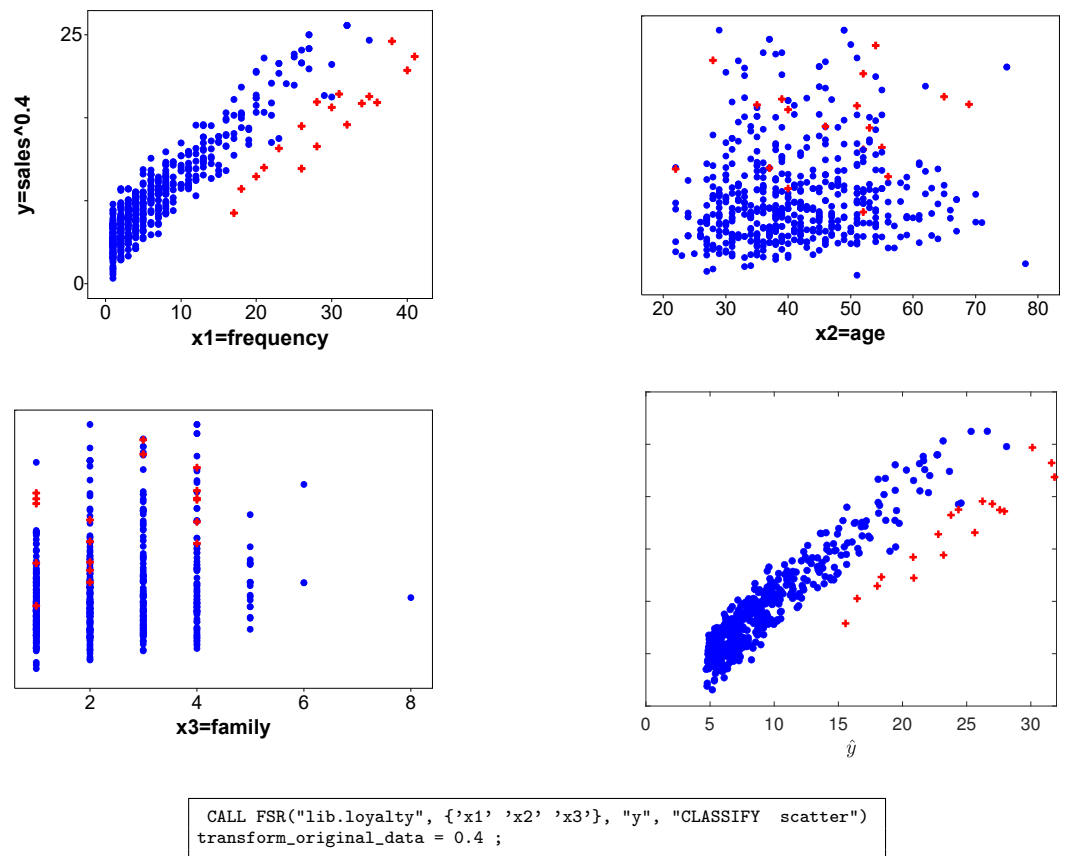 25
0
y=sales^0.4
0 10 20 30 40
x1=frequency
20 30 40 50 60 70 80
x2=age
2 4 6 8
x3=family
0 5 10 15 20 25 30
ŷ
CALL FSR("lib.loyalty", {’x1’ ’x2’ ’x3’}, "y", "CLASSIFY scatter")
transform_original_data = 0.4 ;